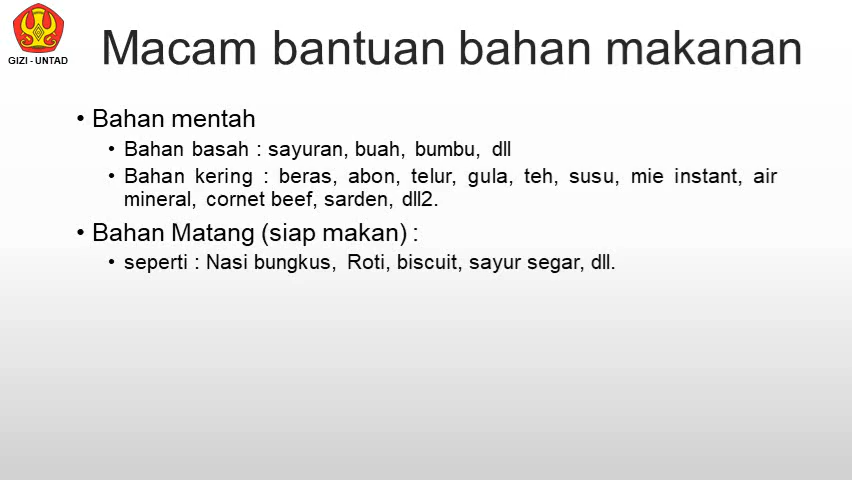 GIZI - UNTAD
Macam bantuan bahan makanan
• Bahan mentah
• Bahan basah : sayuran, buah, bumbu, dll
• Bahan kering : beras, abon, telur, gula, teh, susu, mie instant, air
mineral, cornet beef, sarden, dll2.
• Bahan Matang (siap makan) :
• seperti : Nasi bungkus, Roti, biscuit, sayur segar, dll.